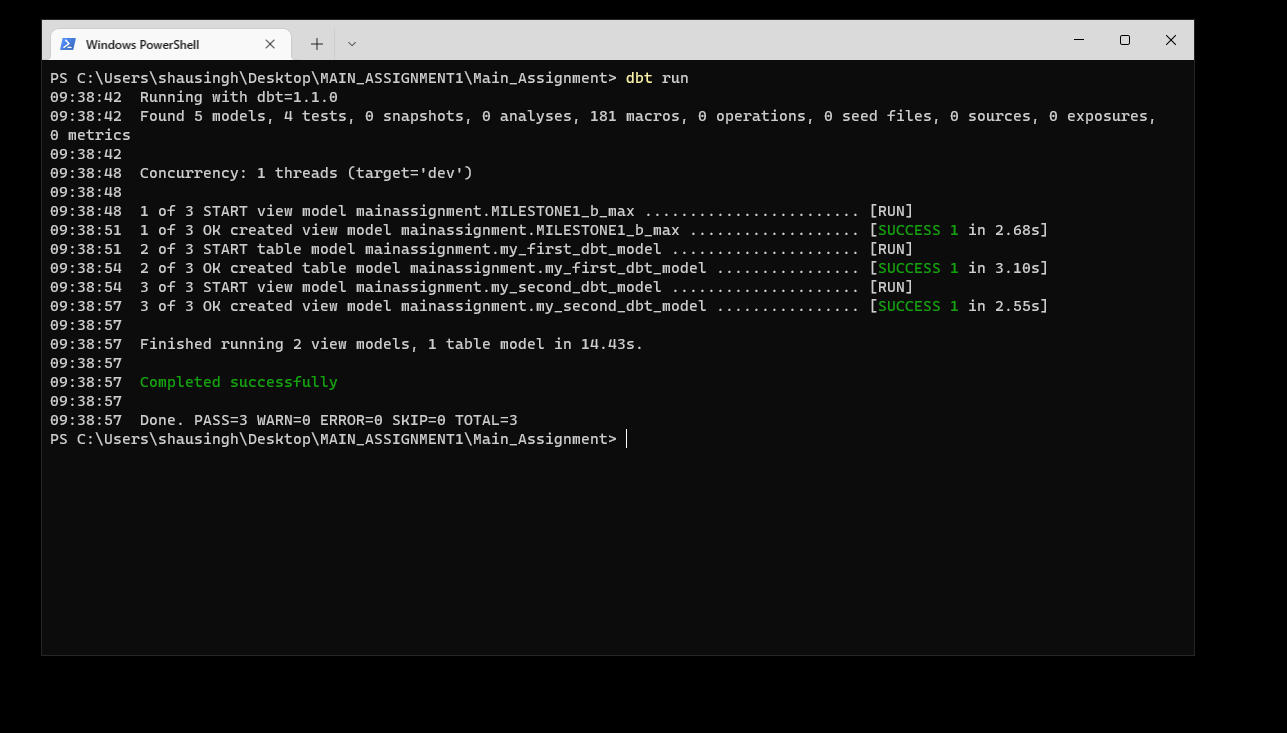 Windows PowerShell
PS C:\Users\shausingh\Desktop\MAIN_ASSIGNMENT1\Main_Assignment> dbt run
09:38:42  Running with dbt=1.1.0
09:38:42  Found 5 models, 4 tests, 0 snapshots, 0 analyses, 181 macros, 0 operations, 0 seed files, 0 sources, 0 exposures,
0 metrics
09:38:42
09:38:48  Concurrency: 1 threads (target='dev')
09:38:48
09:38:48  1 of 3 START view model mainassignment.MILESTONE1_b_max ........................ [RUN]
09:38:51  1 of 3 OK created view model mainassignment.MILESTONE1_b_max ................... [SUCCESS 1 in 2.68s]
09:38:51  2 of 3 START table model mainassignment.my_first_dbt_model ..................... [RUN]
09:38:54  2 of 3 OK created table model mainassignment.my_first_dbt_model ................ [SUCCESS 1 in 3.10s]
09:38:54  3 of 3 START view model mainassignment.my_second_dbt_model ..................... [RUN]
09:38:57  3 of 3 OK created view model mainassignment.my_second_dbt_model ................ [SUCCESS 1 in 2.55s]
09:38:57
09:38:57  Finished running 2 view models, 1 table model in 14.43s.
09:38:57
09:38:57  Completed successfully
09:38:57
09:38:57  Done. PASS=3 WARN=0 ERROR=0 SKIP=0 TOTAL=3
PS C:\Users\shausingh\Desktop\MAIN_ASSIGNMENT1\Main_Assignment>